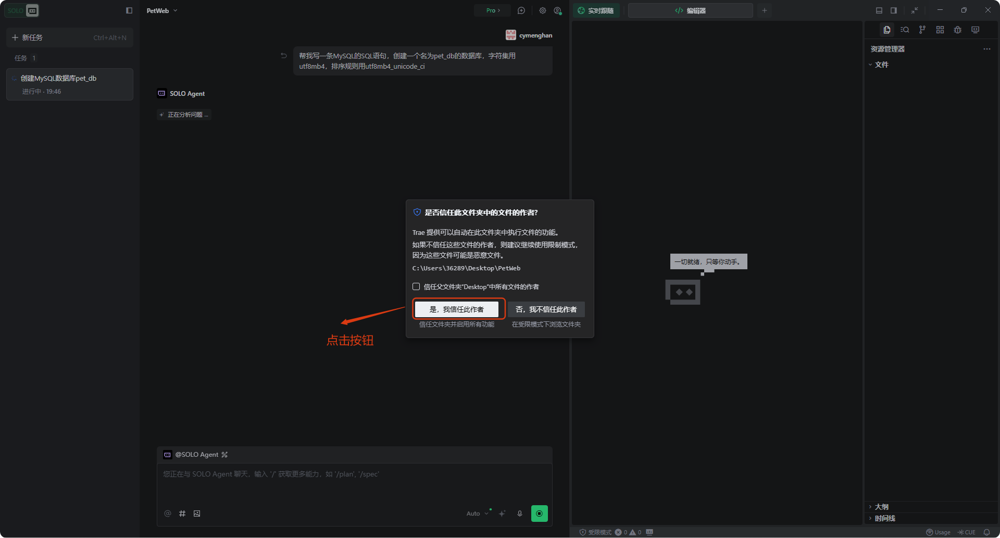 SOLO
PetWeb
Pro
实时跟随
编辑器
新任务
Ctrl+Alt+N
任务 1
创建MySQL数据库pet_db
进行中 · 19:46
cymenghan
帮我写一条MySQL的SQL语句，创建一个名为pet_db的数据库，字符集用
utf8mb4，排序规则用utf8mb4_unicode_ci
SOLO Agent
正在分析问题 ...
资源管理器
文件
是否信任此文件夹中的文件的作者?
Trae 提供可以自动在此文件夹中执行文件的功能。
如果不信任这些文件的作者，则建议继续使用限制模式，
因为这些文件可能是恶意文件。
C:\Users\36289\Desktop\PetWeb
信任父文件夹“Desktop”中所有文件的作者
是，我信任此作者
否，我不信任此作者
信任文件夹并启用所有功能
在受限模式下浏览文件夹
点击按钮
一切就绪，只等你动手。
@SOLO Agent
您正在与 SOLO Agent 聊天，输入 '/' 获取更多能力，如 '/plan', '/spec'
Auto
大纲
时间线
受限模式 0 0
Usage
CUE